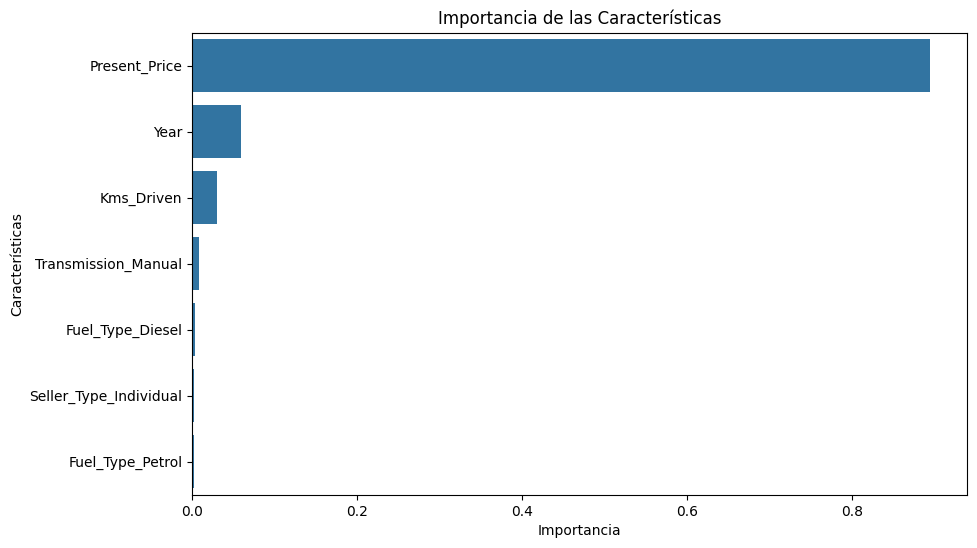 Importancia de las Características
Present_Price
Year
Kms_Driven
Transmission_Manual
Fuel_Type_Diesel
Seller_Type_Individual
Fuel_Type_Petrol
Características
0.0 0.2 0.4 0.6 0.8
Importancia